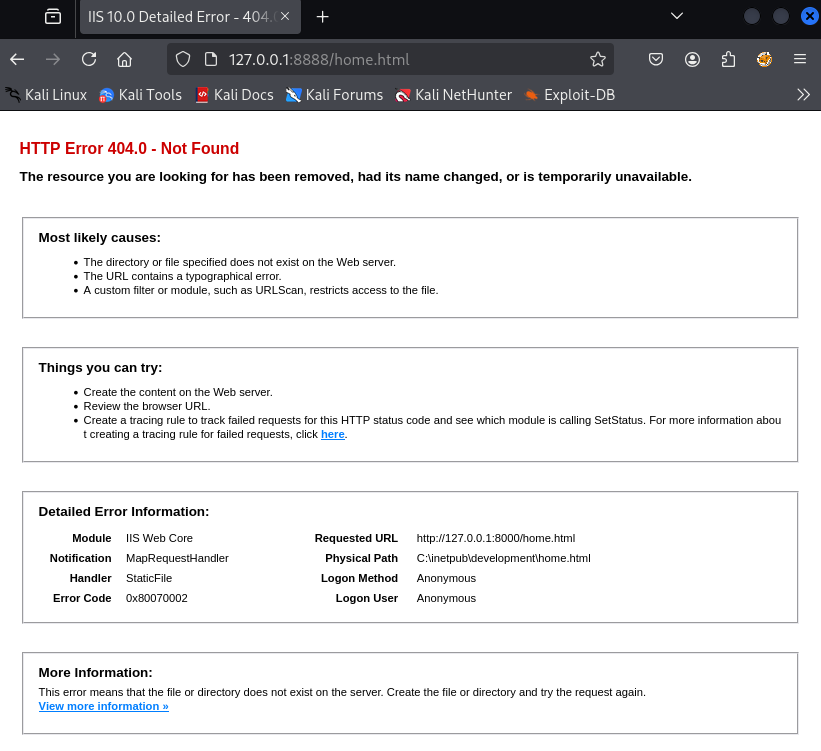 IIS 10.0 Detailed Error - 404.
127.0.0.1:8888/home.html
Kali Linux Kali Tools Kali Docs Kali Forums Kali NetHunter Exploit-DB
HTTP Error 404.0 - Not Found
The resource you are looking for has been removed, had its name changed, or is temporarily unavailable.
Most likely causes:
• The directory or file specified does not exist on the Web server.
• The URL contains a typographical error.
• A custom filter or module, such as URLScan, restricts access to the file.
Things you can try:
• Create the content on the Web server.
• Review the browser URL.
• Create a tracing rule to track failed requests for this HTTP status code and see which module is calling SetStatus. For more information abou
t creating a tracing rule for failed requests, click here.
Detailed Error Information:
Module IIS Web Core Requested URL http://127.0.0.1:8000/home.html
Notification MapRequestHandler Physical Path C:\inetpub\development\home.html
Handler StaticFile Logon Method Anonymous
Error Code 0x80070002 Logon User Anonymous
More Information:
This error means that the file or directory does not exist on the server. Create the file or directory and try the request again.
View more information »